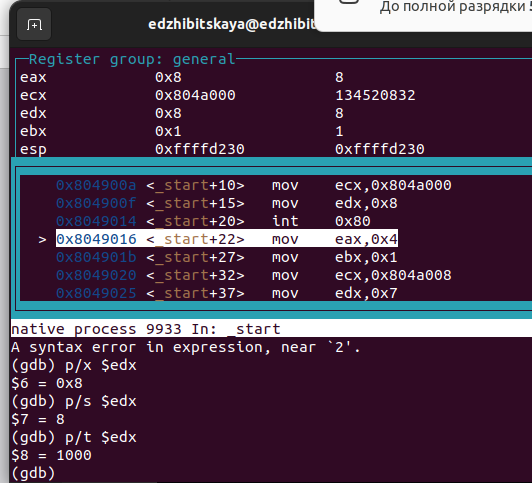 До полной разрядки
edzhibitskaya@edzhibit
Register group: general
eax 0x8 8
ecx 0x804a000 134520832
edx 0x8 8
ebx 0x1 1
esp 0xffffd230 0xffffd230
0x804900a <_start+10> mov ecx,0x804a000
0x804900f <_start+15> mov edx,0x8
0x8049014 <_start+20> int 0x80
> 0x8049016 <_start+22> mov eax,0x4
0x804901b <_start+27> mov ebx,0x1
0x8049020 <_start+32> mov ecx,0x804a008
0x8049025 <_start+37> mov edx,0x7
native process 9933 In: _start
A syntax error in expression, near `2'.
(gdb) p/x $edx
$6 = 0x8
(gdb) p/s $edx
$7 = 8
(gdb) p/t $edx
$8 = 1000
(gdb)